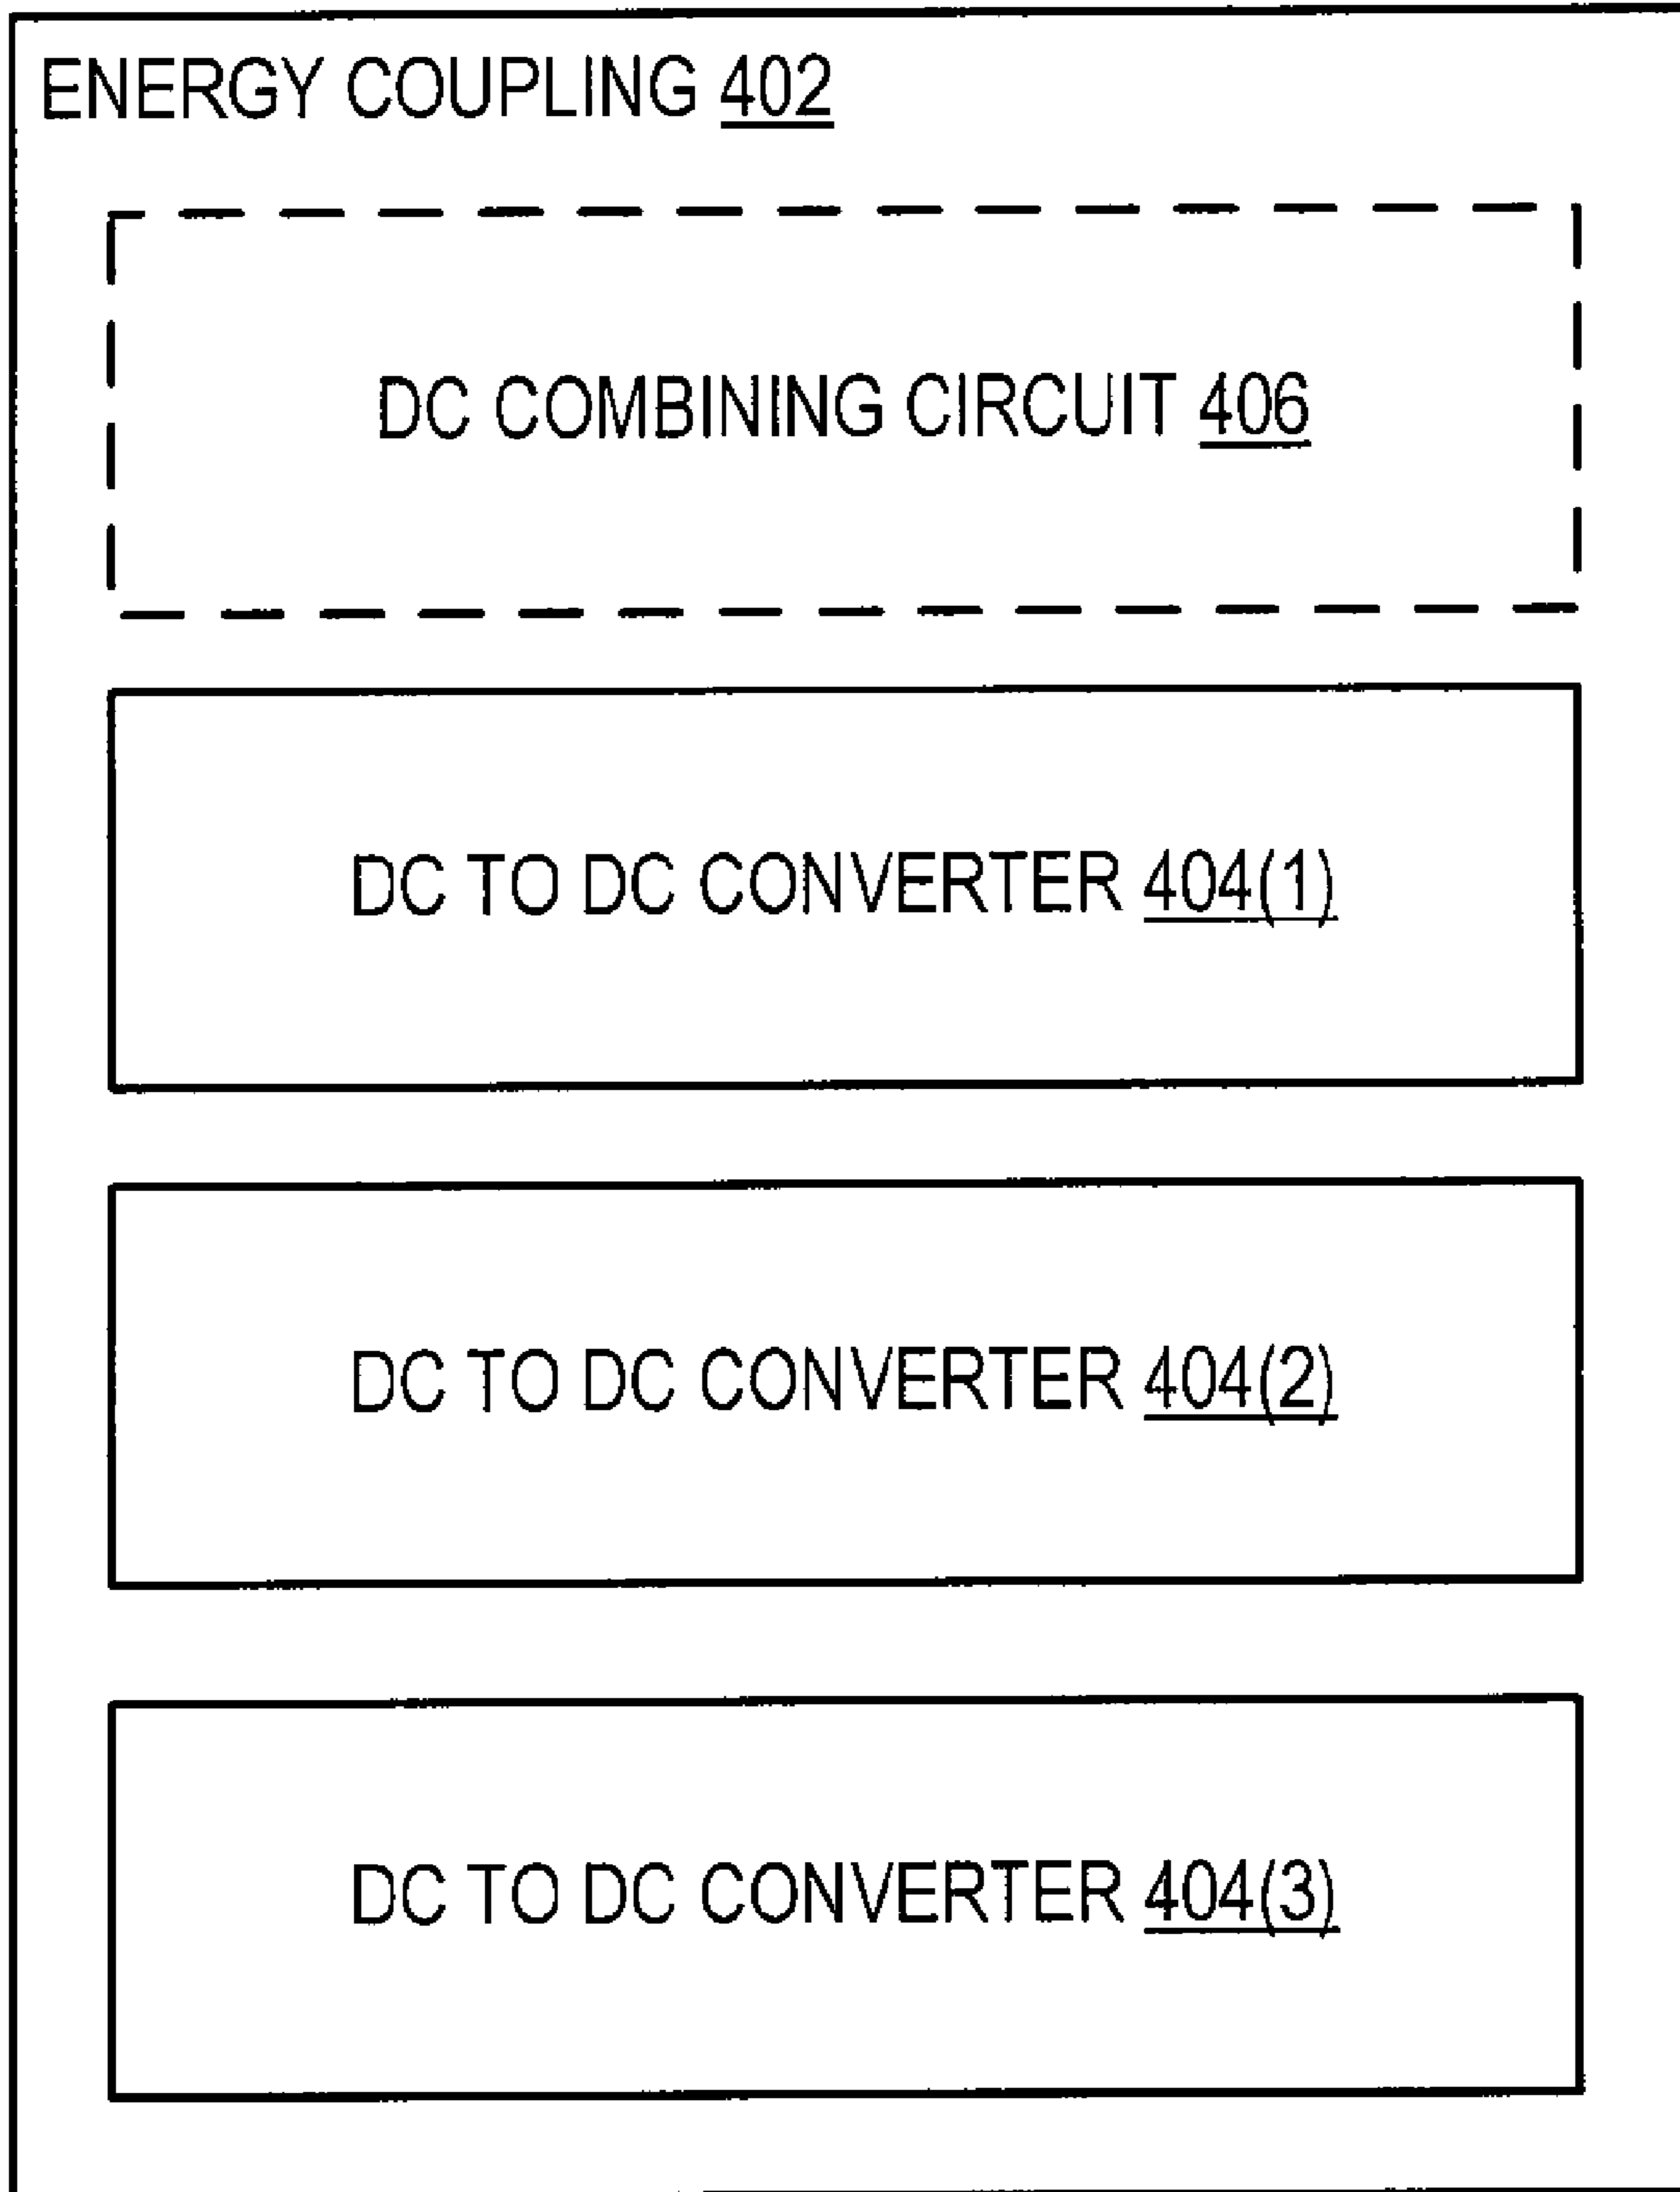 ENERGY COUPLING 402
DC COMBINING CIRCUIT 406
DC TO DC CONVERTER 404(1)
DC TO DC CONVERTER 404(2)
DC TO DC CONVERTER 404(3)